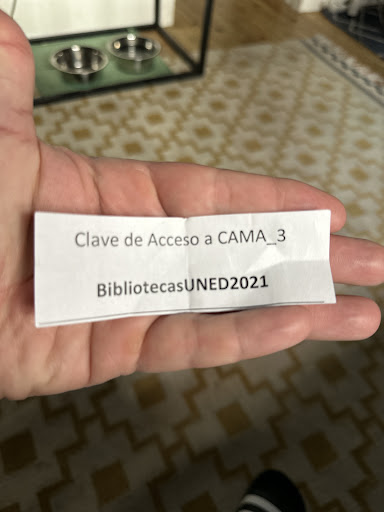 Clave de Acceso a CAMA_3
BibliotecasUNED2021